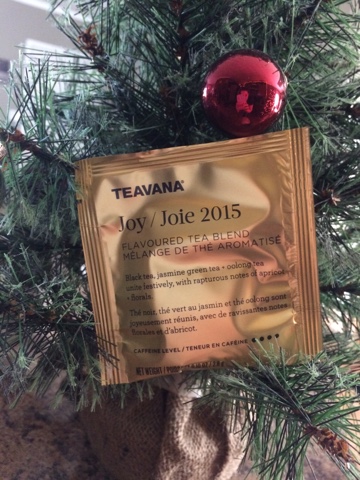 TEAVANA®
Joy / Joie 2015
FLAVOURED TEA BLEND
MÉLANGE DE THÉ AROMATISÉ
Black tea, jasmine green tea + oolong tea
unite festively, with rapturous notes of apricot
+ florals.
Thé noir, thé vert au jasmin et thé oolong sont
joyeusement réunis, avec de ravissantes notes
florales et d'abricot.
CAFFEINE LEVEL / TENEUR EN CAFÉINE
NET WEIGHT